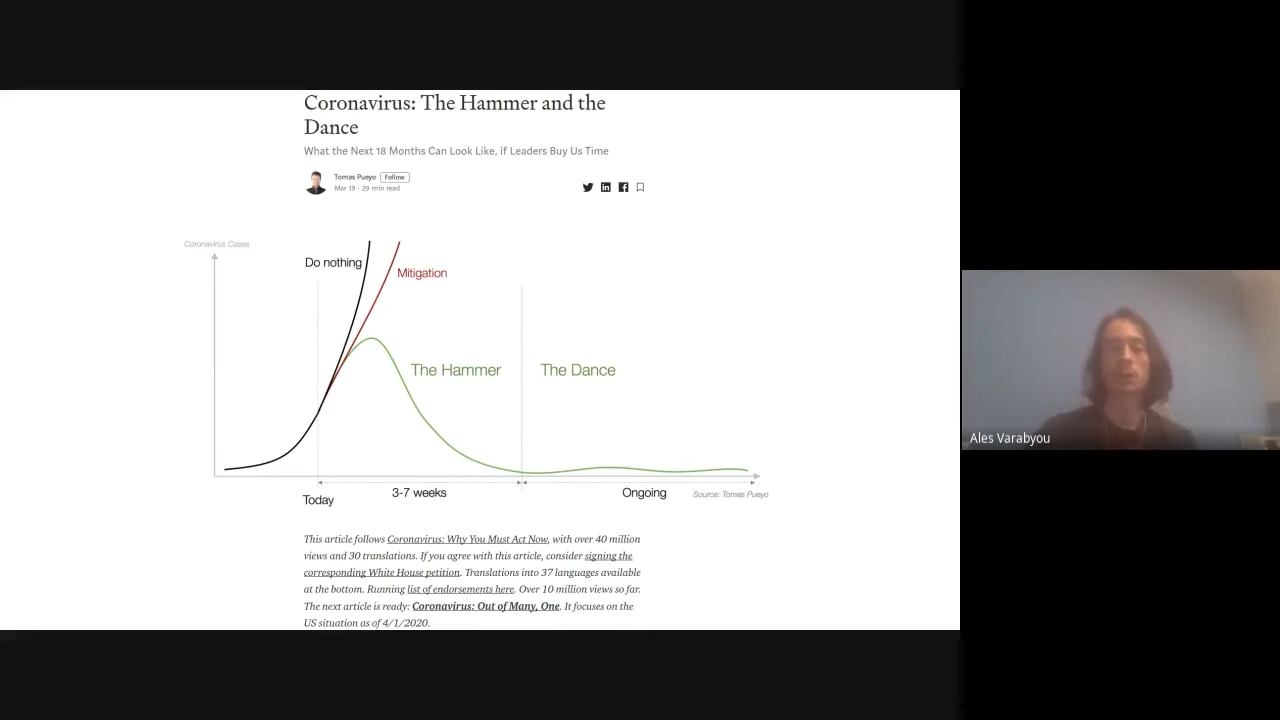 Coronavirus: The Hammer and the
Dance
What the Next 18 Months Can Look Like, if Leaders Buy Us Time
Tomas Pueyo Follow
Mar 19 · 29 min read
Coronavirus Cases
Do nothing
Mitigation
The Hammer
The Dance
Today
3-7 weeks
Ongoing
Source: Tomas Pueyo
This article follows Coronavirus: Why You Must Act Now, with over 40 million
views and 30 translations. If you agree with this article, consider signing the
corresponding White House petition. Translations into 37 languages available
at the bottom. Running list of endorsements here. Over 10 million views so far.
The next article is ready: Coronavirus: Out of Many, One. It focuses on the
US situation as of 4/1/2020.
Ales Varabyou